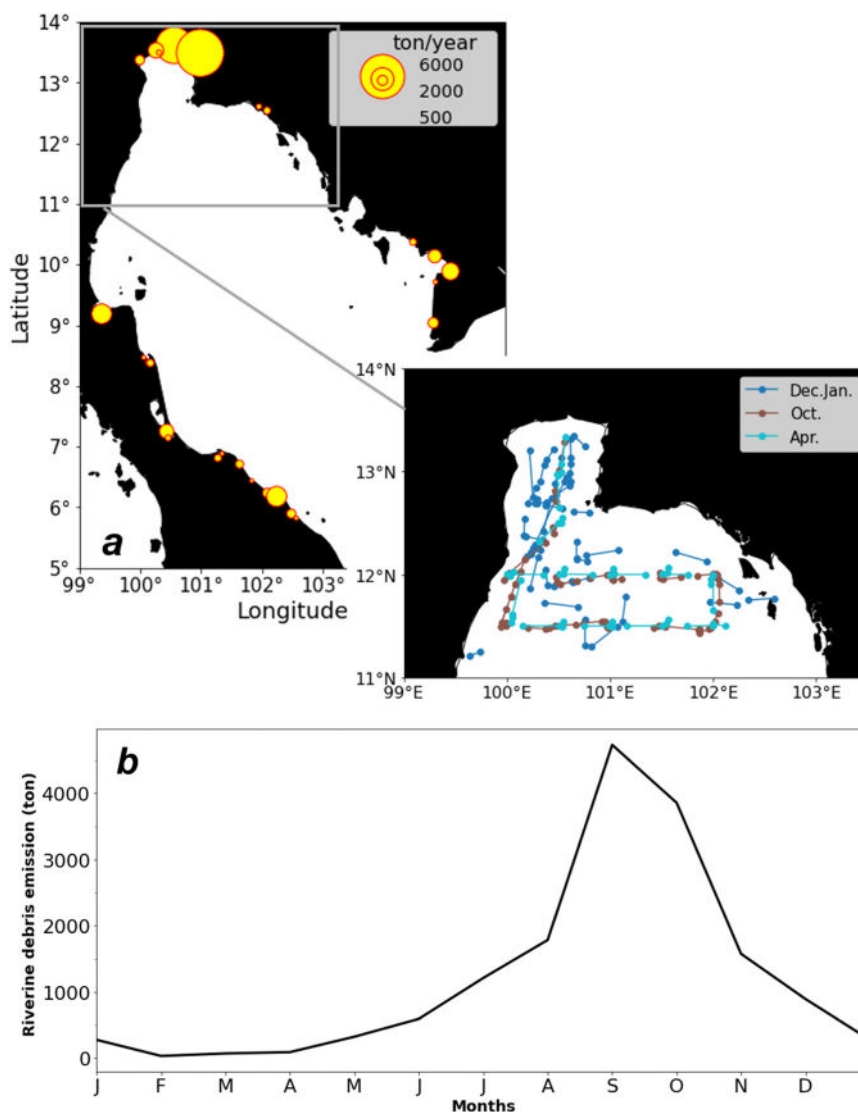 14°
13°
12°
11°
10°
9°
8°
7°
6°
5°
Latitude
ton/year
6000
2000
500
a
99° 100° 101° 102° 103°
Longitude
14°N
13°N
12°N
11°N
Dec.Jan.
Oct.
Apr.
99°E 100°E 101°E 102°E 103°E
b
Riverine debris emission (ton)
4000
3000
2000
1000
0
J F M A M J J A S O N D
Months